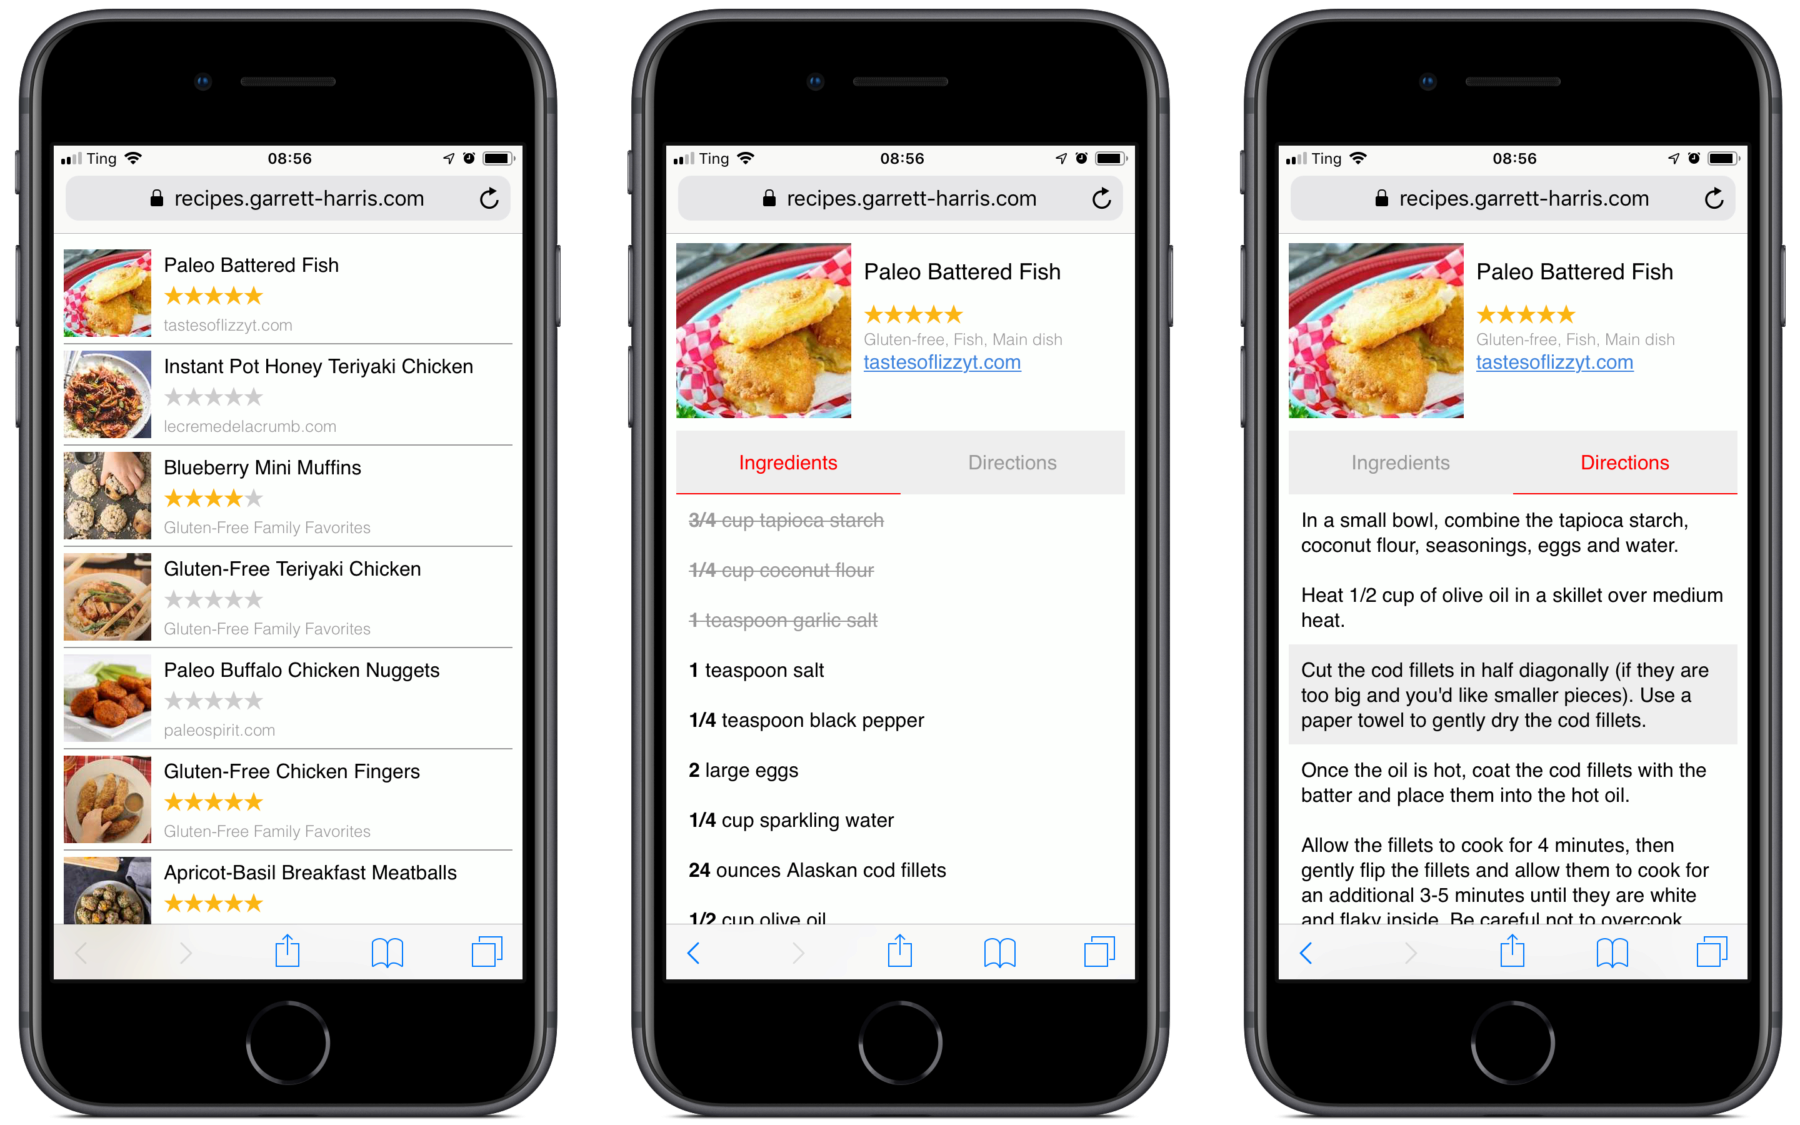 Ting
08:56
recipes.garrett-harris.com
Paleo Battered Fish
tastesoflizzyt.com
Instant Pot Honey Teriyaki Chicken
lecremedelacrumb.com
Blueberry Mini Muffins
Gluten-Free Family Favorites
Gluten-Free Teriyaki Chicken
Gluten-Free Family Favorites
Paleo Buffalo Chicken Nuggets
paleospirit.com
Gluten-Free Chicken Fingers
Gluten-Free Family Favorites
Apricot-Basil Breakfast Meatballs
Ting
08:56
recipes.garrett-harris.com
Paleo Battered Fish
Gluten-free, Fish, Main dish
tastesoflizzyt.com
Ingredients
Directions
3/4 cup tapioca starch
1/4 cup coconut flour
1 teaspoon garlic salt
1 teaspoon salt
1/4 teaspoon black pepper
2 large eggs
1/4 cup sparkling water
24 ounces Alaskan cod fillets
1/2 cup olive oil
Ting
08:56
recipes.garrett-harris.com
Paleo Battered Fish
Gluten-free, Fish, Main dish
tastesoflizzyt.com
Ingredients
Directions
In a small bowl, combine the tapioca starch,
coconut flour, seasonings, eggs and water.
Heat 1/2 cup of olive oil in a skillet over medium
heat.
Cut the cod fillets in half diagonally (if they are
too big and you'd like smaller pieces). Use a
paper towel to gently dry the cod fillets.
Once the oil is hot, coat the cod fillets with the
batter and place them into the hot oil.
Allow the fillets to cook for 4 minutes, then
gently flip the fillets and allow them to cook for
an additional 3-5 minutes until they are white
and flaky inside. Be careful not to overcook